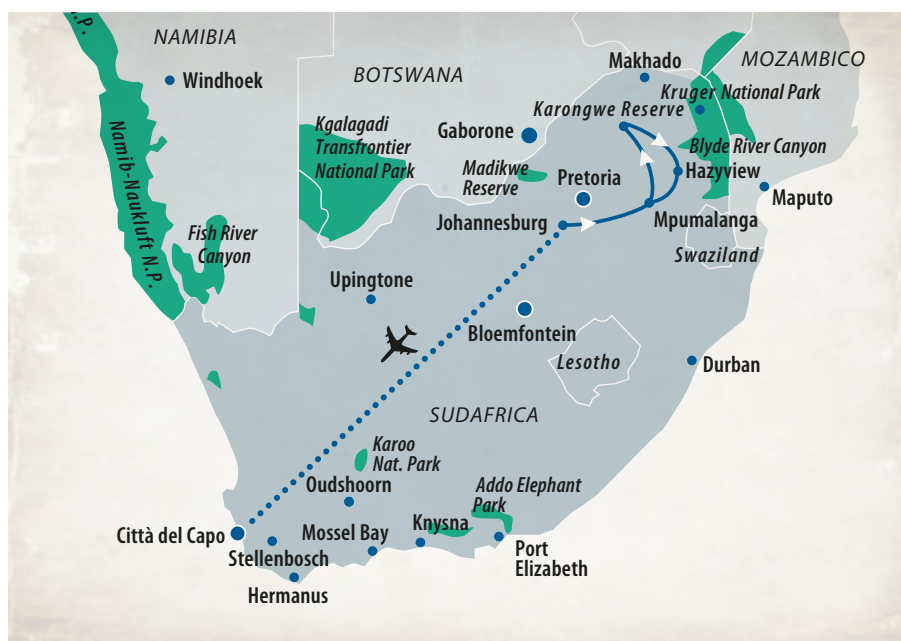 N.P.
NAMIBIA
Windhoek
BOTSWANA
Makhado
MOZAMBICO
Kruger National Park
Karongwe Reserve
Kgalagadi
Transfrontier
National Park
Gaborone
Blyde River Canyon
Madikwe
Reserve
Hazyview
Pretoria
Maputo
Namib-Naukluft N.P.
Johannesburg
Mpumalanga
Fish River
Canyon
Swaziland
Upingtone
Bloemfontein
Lesotho
Durban
SUDAFRICA
Karoo
Nat. Park
Oudshoorn
Addo Elephant
Park
Città del Capo
Mossel Bay
Knysna
Stellenbosch
Port
Elizabeth
Hermanus